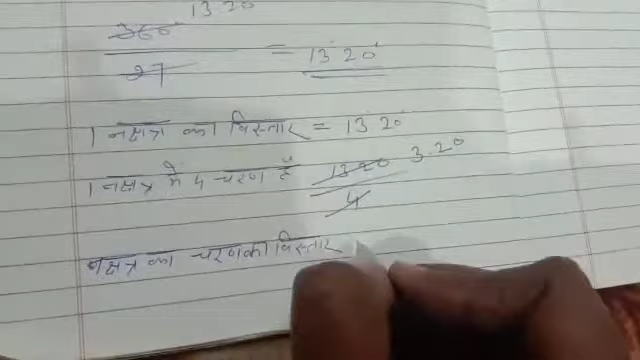 13 20
360
27 = 13° 20'
1 नक्षत्र का विस्तार = 13° 20'
1 नक्षत्र मे 4 चरण हैं 13 20 3.20
4
नक्षत्र का चरण का विस्तार